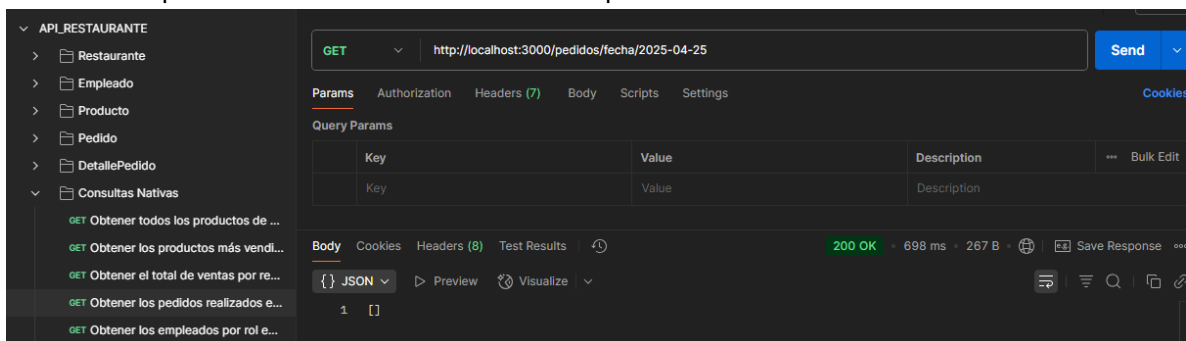 API_RESTAURANTE
Restaurante
Empleado
Producto
Pedido
DetallePedido
Consultas Nativas
GET Obtener todos los productos de ...
GET Obtener los productos más vendi...
GET Obtener el total de ventas por re...
GET Obtener los pedidos realizados e...
GET Obtener los empleados por rol e...
GET http://localhost:3000/pedidos/fecha/2025-04-25 Send
Params Authorization Headers (7) Body Scripts Settings Cookies
Query Params
Key Value Description Bulk Edit
Key Value Description
Body Cookies Headers (8) Test Results 200 OK 698 ms 267 B Save Response
{} JSON Preview Visualize
1 []